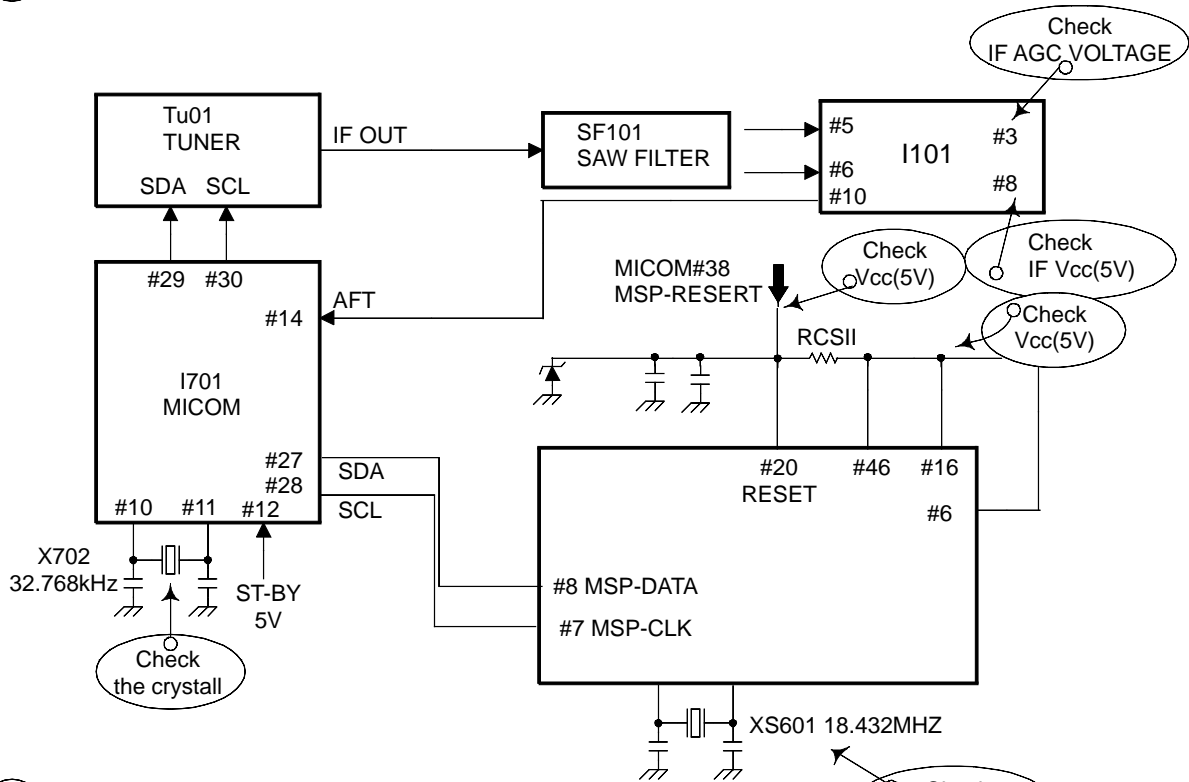 Check
IF AGC VOLTAGE
Tu01
TUNER
SDA SCL
IF OUT
SF101
SAW FILTER
#5
#6
#10
I101
#3
#8
#29 #30
#14
AFT
I701
MICOM
#27
#28
SDA
SCL
#10 #11 #12
MICOM#38
MSP-RESERT
Check
Vcc(5V)
Check
IF Vcc(5V)
Check
Vcc(5V)
RCSII
#20
RESET
#46
#16
#6
X702
32.768kHz
ST-BY
5V
Check
the crystall
#8 MSP-DATA
#7 MSP-CLK
XS601 18.432MHZ